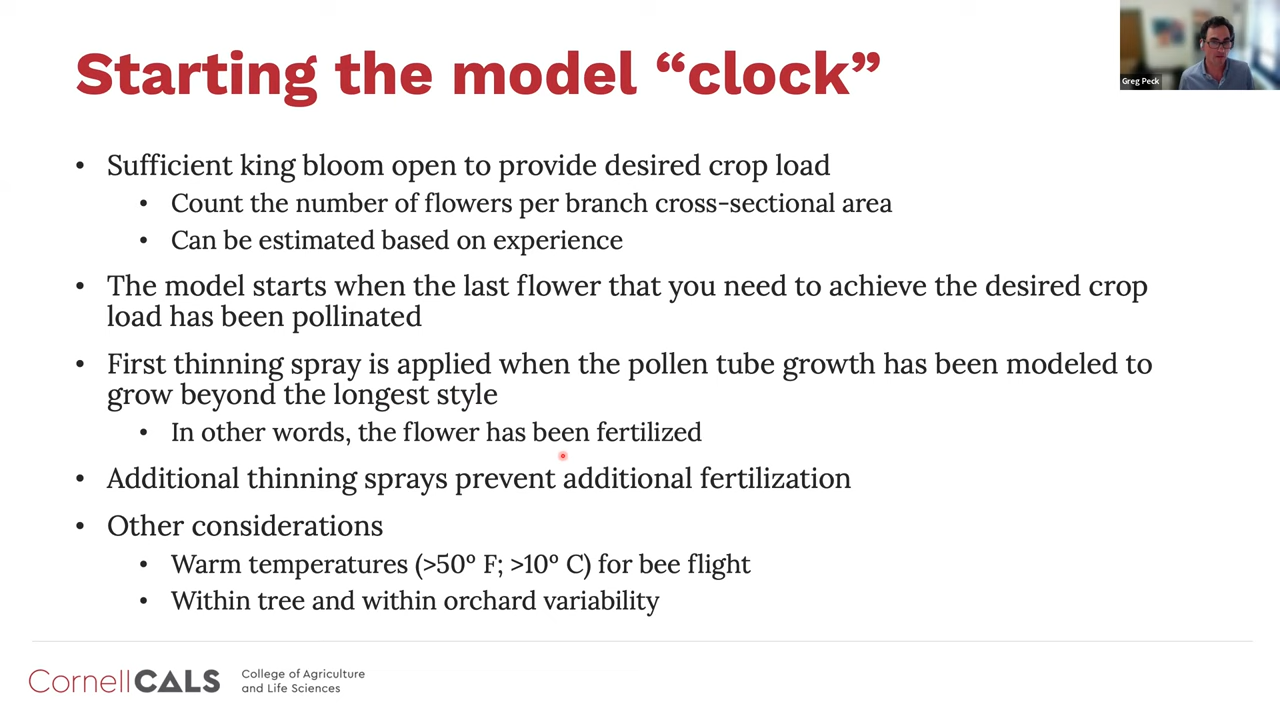 Starting the model “clock”
Greg Peck
• Sufficient king bloom open to provide desired crop load
• Count the number of flowers per branch cross-sectional area
• Can be estimated based on experience
• The model starts when the last flower that you need to achieve the desired crop
load has been pollinated
• First thinning spray is applied when the pollen tube growth has been modeled to
grow beyond the longest style
• In other words, the flower has been fertilized
• Additional thinning sprays prevent additional fertilization
• Other considerations
• Warm temperatures (>50º F; >10º C) for bee flight
• Within tree and within orchard variability
CornellCALS
College of Agriculture
and Life Sciences